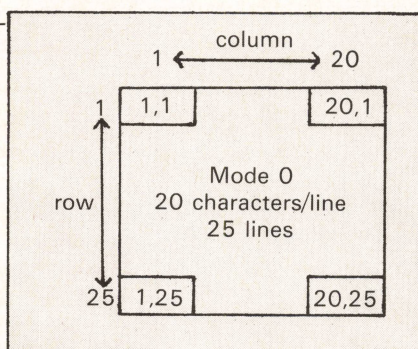 column
1 20
1 1,1 20,1
Mode 0
20 characters/line
row
25 lines
25 1,25 20,25